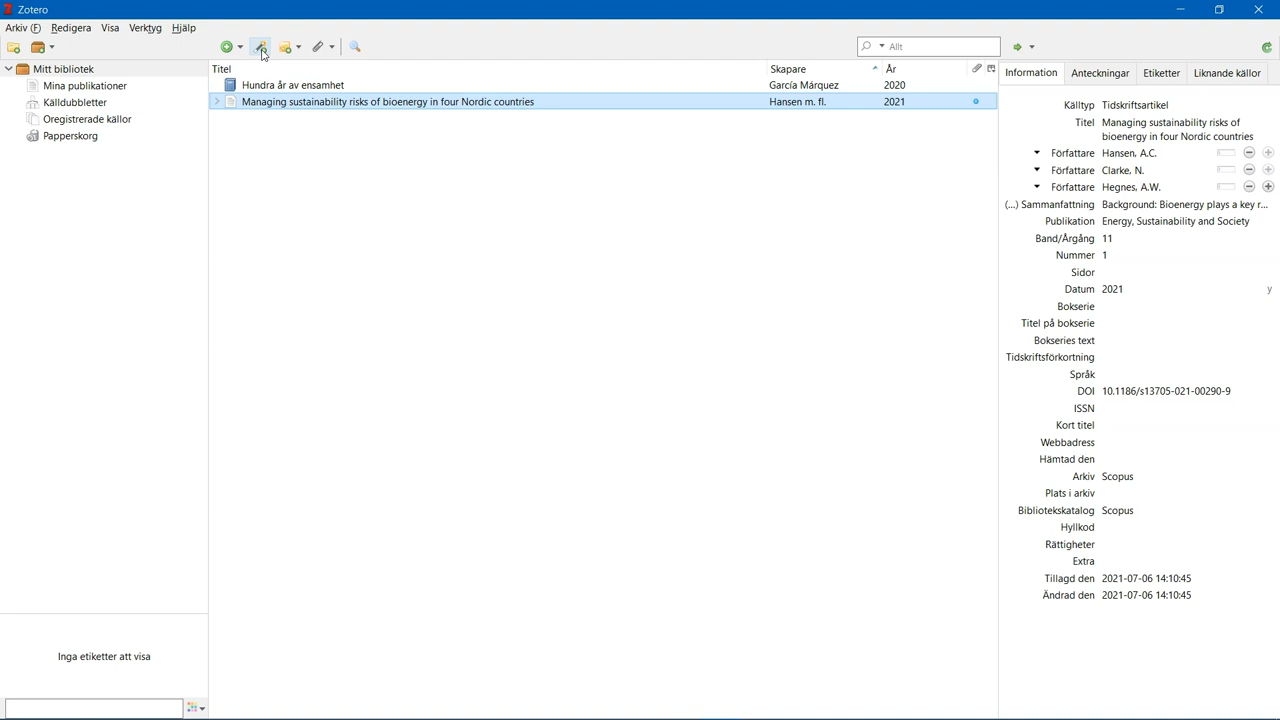 Zotero
Arkiv (F) Redigera Visa Verktyg Hjälp
Allt
Mitt bibliotek
Mina publikationer
Källdubbletter
Oregistrerade källor
Papperskorg
Inga etiketter att visa
Titel Skapare År
Hundra år av ensamhet García Márquez 2020
Managing sustainability risks of bioenergy in four Nordic countries Hansen m. fl. 2021
Information Anteckningar Etiketter Liknande källor
Källtyp Tidskriftsartikel
Titel Managing sustainability risks of
bioenergy in four Nordic countries
Författare Hansen, A.C.
Författare Clarke, N.
Författare Hegnes, A.W.
(...) Sammanfattning Background: Bioenergy plays a key r...
Publikation Energy, Sustainability and Society
Band/Årgång 11
Nummer 1
Sidor
Datum 2021 y
Bokserie
Titel på bokserie
Bokseries text
Tidskriftsförkortning
Språk
DOI 10.1186/s13705-021-00290-9
ISSN
Kort titel
Webbadress
Hämtad den
Arkiv Scopus
Plats i arkiv
Bibliotekskatalog Scopus
Hyllkod
Rättigheter
Extra
Tillagd den 2021-07-06 14:10:45
Ändrad den 2021-07-06 14:10:45